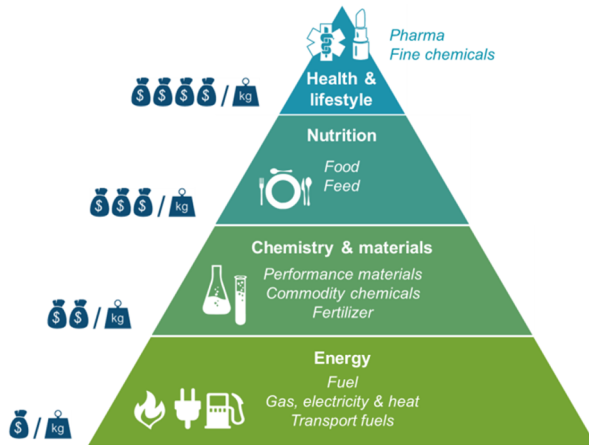 Pharma
Fine chemicals
Health &
lifestyle
$ $ $ $ / kg
Nutrition
Food
Feed
$ $ $ / kg
Chemistry & materials
Performance materials
Commodity chemicals
Fertilizer
$ $ / kg
Energy
Fuel
Gas, electricity & heat
Transport fuels
$ / kg